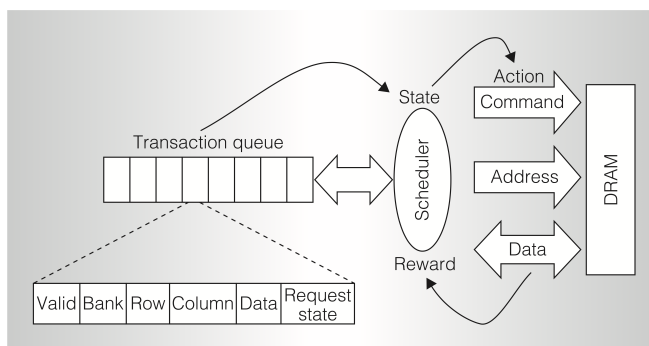 Action
State
Command
Transaction queue
Scheduler
Address
DRAM
Data
Reward
Valid
Bank
Row
Column
Data
Request
state